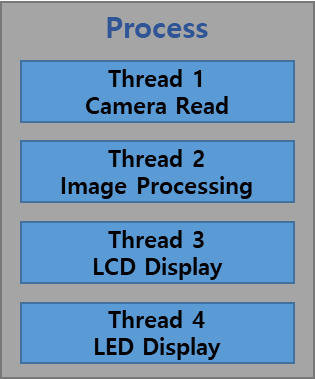 Process
Thread 1
Camera Read
Thread 2
Image Processing
Thread 3
LCD Display
Thread 4
LED Display